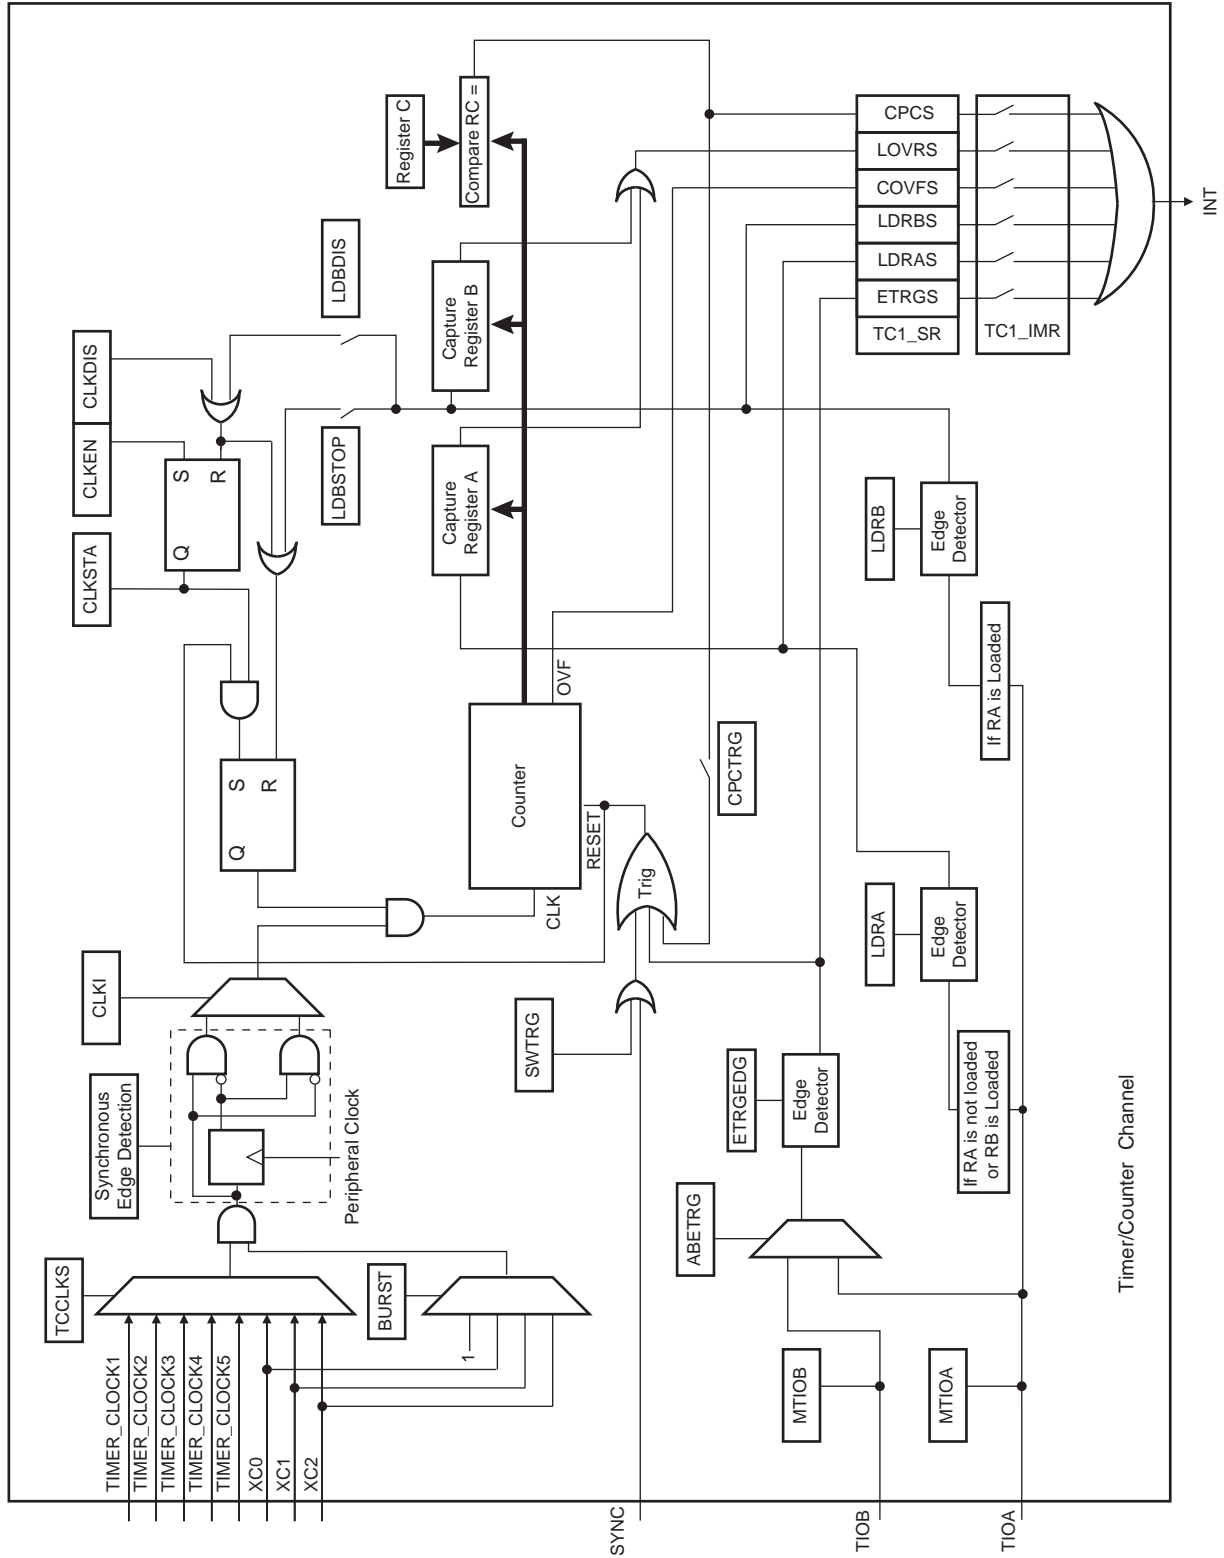 TCCLKS
TIMER_CLOCK1
TIMER_CLOCK2
TIMER_CLOCK3
TIMER_CLOCK4
TIMER_CLOCK5
XC0
XC1
XC2
Synchronous
Edge Detection
CLKI
Peripheral Clock
BURST
1
CLKSTA
CLKEN
CLKDIS
Q
S
R
Q
S
R
LDBSTOP
LDBDIS
Register C
Capture
Register A
Capture
Register B
Compare RC =
Counter
CLK
OVF
RESET
SWTRG
SYNC
Trig
CPCTRG
ABETRG
ETRGEDG
Edge
Detector
MTIOB
TIOB
MTIOA
TIOA
LDRA
Edge
Detector
If RA is not loaded
or RB is Loaded
LDRB
Edge
Detector
If RA is Loaded
TC1_SR
ETRGS
LDRAS
LDRBS
COVFS
LOVRS
CPCS
TC1_IMR
INT
Timer/Counter Channel